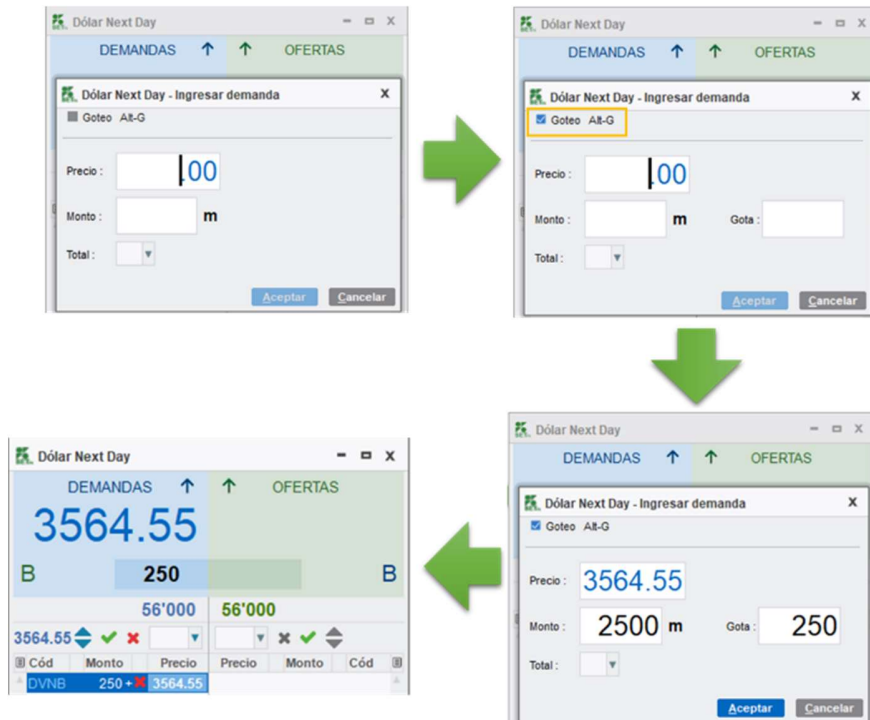 Dólar Next Day
DEMANDAS OFERTAS
Dólar Next Day - Ingresar demanda X
Goteo Alt-G
Precio : .00
Monto : m
Total :
Aceptar Cancelar
Dólar Next Day
DEMANDAS OFERTAS
Dólar Next Day - Ingresar demanda X
Goteo Alt-G
Precio : .00
Monto : m Gota :
Total :
Aceptar Cancelar
Dólar Next Day
DEMANDAS OFERTAS
Dólar Next Day - Ingresar demanda X
Goteo Alt-G
Precio : 3564.55
Monto : 2500 m Gota : 250
Total :
Aceptar Cancelar
Dólar Next Day
DEMANDAS OFERTAS
3564.55
B 250 B
56'000 56'000
3564.55
Cód Monto Precio Precio Monto Cód
DVNB 250+ 3564.55